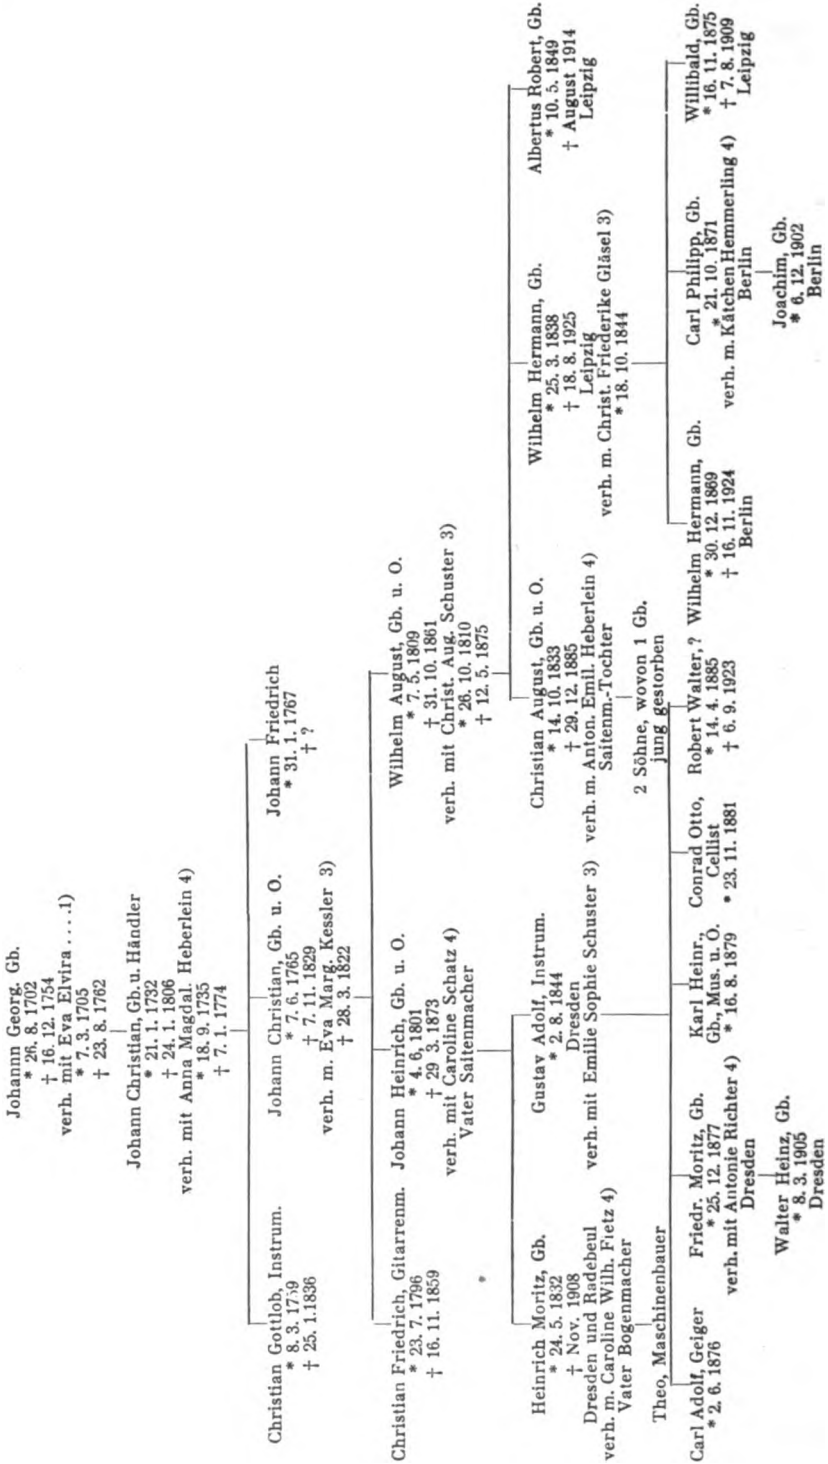 Johann Georg, Gb.
* 26. 8. 1702
† 16. 12. 1754
verh. mit Eva Elvira ....1)
* 7. 3. 1705
† 23. 8. 1762
Johann Christian, Gb. u. Händler
* 21. 1. 1732
† 24. 1. 1806
verh. mit Anna Magdal. Heberlein 4)
* 18. 9. 1735
† 7. 1. 1774
Christian Gottlob, Instrum.
† 25. 1.1836
Johann Christian, Gb. u. O.
* 7. 6. 1765
† 7. 11. 1829
verh. m. Eva Marg. Kessler 3)
† 28. 3. 1822
Johann Friedrich
* 31. 1. 1767
† ?
Christian Friedrich, Gitarrenm.
* 23. 7. 1796
† 16. 11. 1859
Johann Heinrich, Gb. u. O.
* 4. 6. 1801
† 29 3. 1873
verh. mit Caroline Schatz 4)
Vater Saitenmacher
Wilhelm August, Gb. u. O.
* 7. 5. 1809
† 31. 10. 1861
verh. mit Christ. Aug. Schuster 3)
* 26. 10. 1810
† 12. 5. 1875
Heinrich Moritz, Gb.
* 24. 5. 1832
† Nov. 1908
Dresden und Radebeul
verh. m. Caroline Wilh. Fietz 4)
Vater Bogenmacher
Theo, Maschinenbauer
Gustav Adolf, Instrum.
* 2. 8. 1844
Dresden
verh. mit Emilie Sophie Schuster 3)
Christian August, Gb. u. O.
* 14. 10. 1833
† 29. 12. 1885
verh. m. Anton. Emil. Heberlein 4)
Saitenm.-Tochter
2 Söhne, wovon 1 Gb.
jung gestorben
Wilhelm Hermann, Gb.
* 25. 3. 1838
† 18. 8. 1925
Leipzig
verh. m. Christ. Friederike Gläsel 3)
* 18. 10. 1844
Albertus Robert, Gb.
* 10. 5. 1849
† August 1914
Leipzig
Carl Adolf, Geiger
* 2. 6. 1876
Friedr. Moritz, Gb.
* 25. 12. 1877
verh. mit Antonie Richter 4)
Dresden
Walter Heinz, Gb.
* 8. 3. 1905
Dresden
Karl Heinr.,
Gb., Mus. u. O.
* 16. 8. 1879
Conrad Otto,
Cellist
* 23. 11. 1881
Robert Walter, ?
* 14. 4. 1885
† 6. 9. 1923
Wilhelm Hermann, Gb.
* 30. 12. 1869
† 16. 11. 1924
Berlin
Carl Philipp, Gb.
* 21. 10. 1871
verh. m. Kätchen Hemmerling 4)
Berlin
Joachim, Gb.
* 6. 12. 1902
Berlin
Willibald, Gb.
* 16. 11. 1875
† 7. 8. 1909
Leipzig